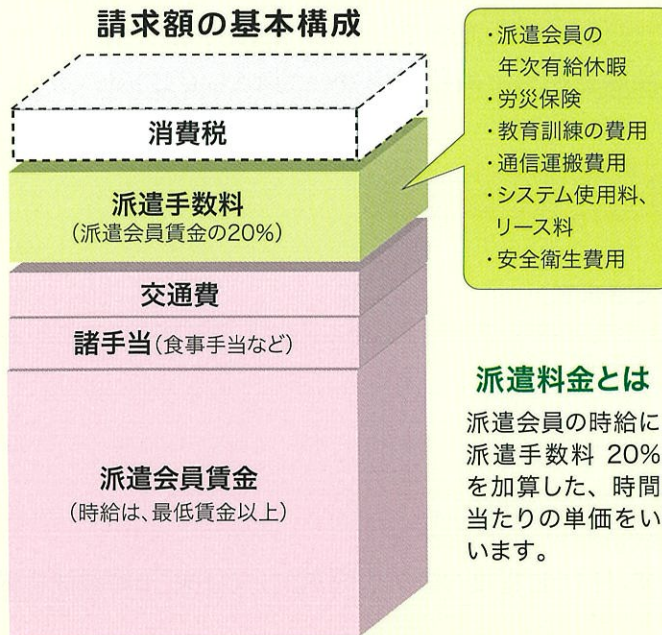 請求額の基本構成
消費税
派遣手数料
(派遣会員賃金の20%)
交通費
諸手当(食事手当など)
派遣会員賃金
(時給は、最低賃金以上)
・派遣会員の
年次有給休暇
・労災保険
・教育訓練の費用
・通信運搬費用
・システム使用料、
リース料
・安全衛生費用
派遣料金とは
派遣会員の時給に
派遣手数料 20%
を加算した、時間
当たりの単価をい
います。